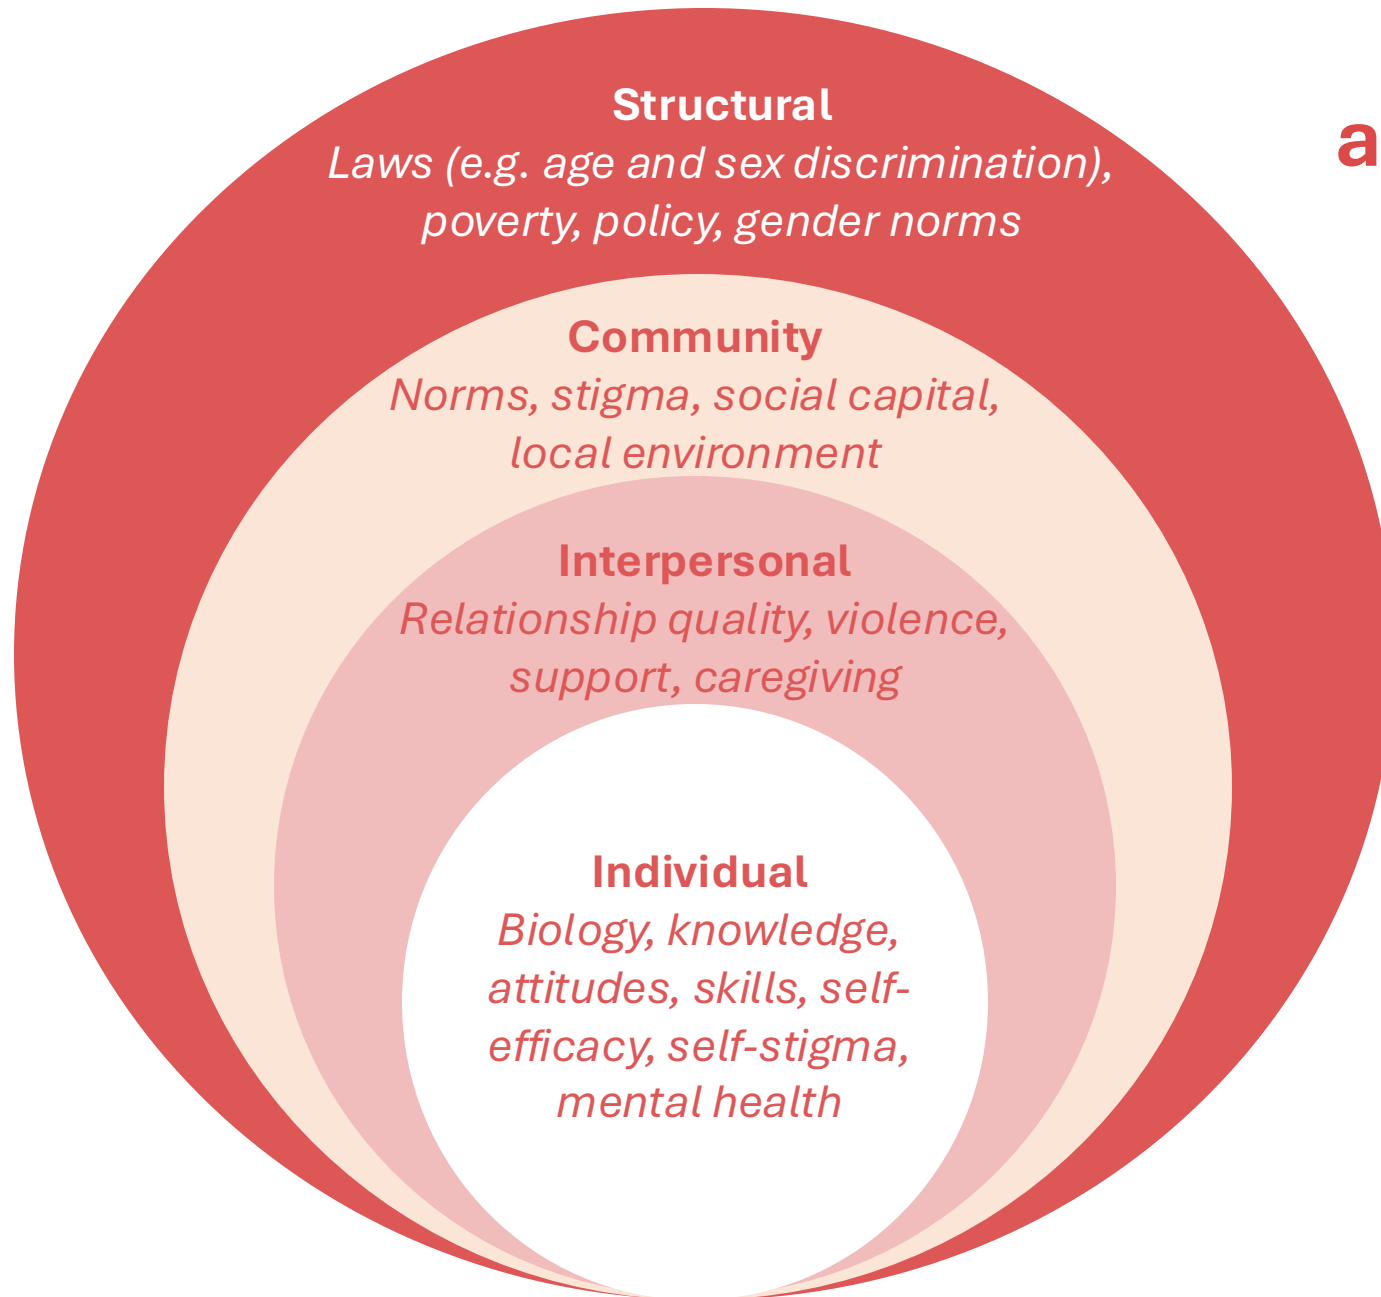 Structural
Laws (e.g. age and sex discrimination),
poverty, policy, gender norms
a
Community
Norms, stigma, social capital,
local environment
Interpersonal
Relationship quality, violence,
support, caregiving
Individual
Biology, knowledge,
attitudes, skills, self-
efficacy, self-stigma,
mental health